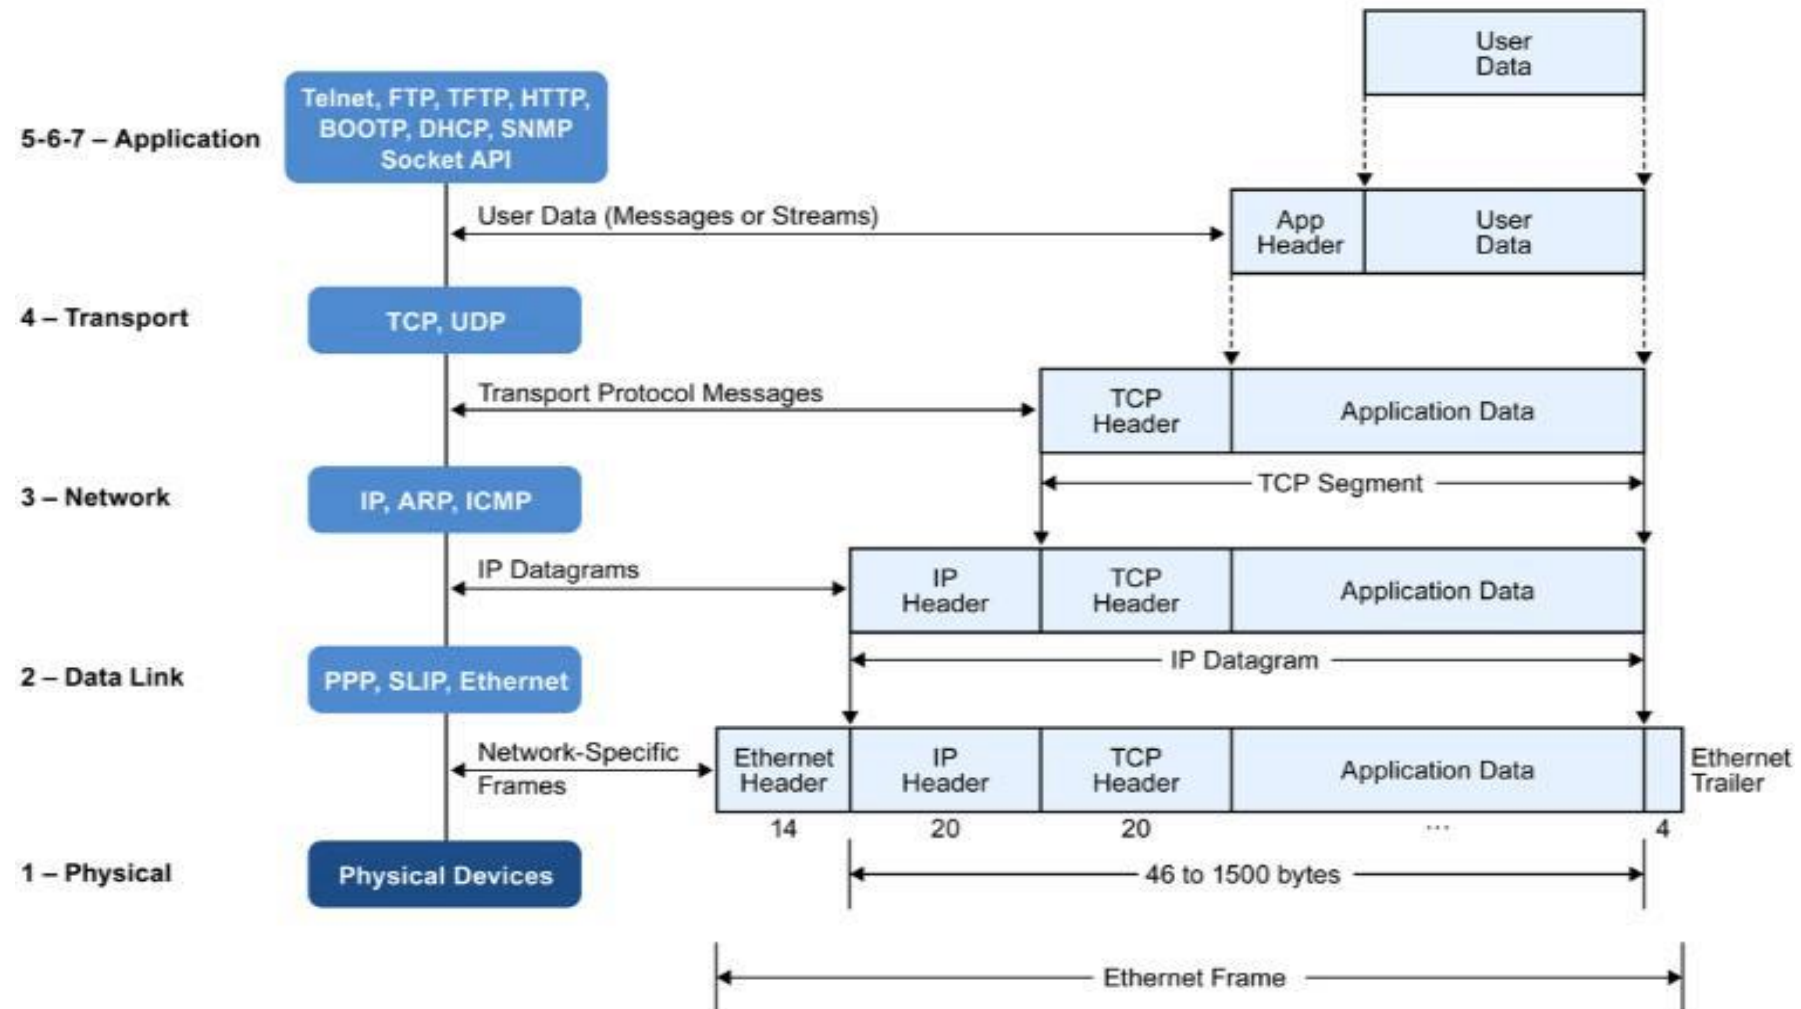 User
Data
Telnet, FTP, TFTP, HTTP,
BOOTP, DHCP, SNMP
Socket API
5-6-7 – Application
User Data (Messages or Streams)
App
Header
User
Data
4 – Transport
TCP, UDP
Transport Protocol Messages
TCP
Header
Application Data
TCP Segment
3 – Network
IP, ARP, ICMP
IP Datagrams
IP
Header
TCP
Header
Application Data
IP Datagram
2 – Data Link
PPP, SLIP, Ethernet
Network-Specific
Frames
Ethernet
Header
IP
Header
TCP
Header
Application Data
Ethernet
Trailer
14
20
20
...
4
1 – Physical
Physical Devices
46 to 1500 bytes
Ethernet Frame